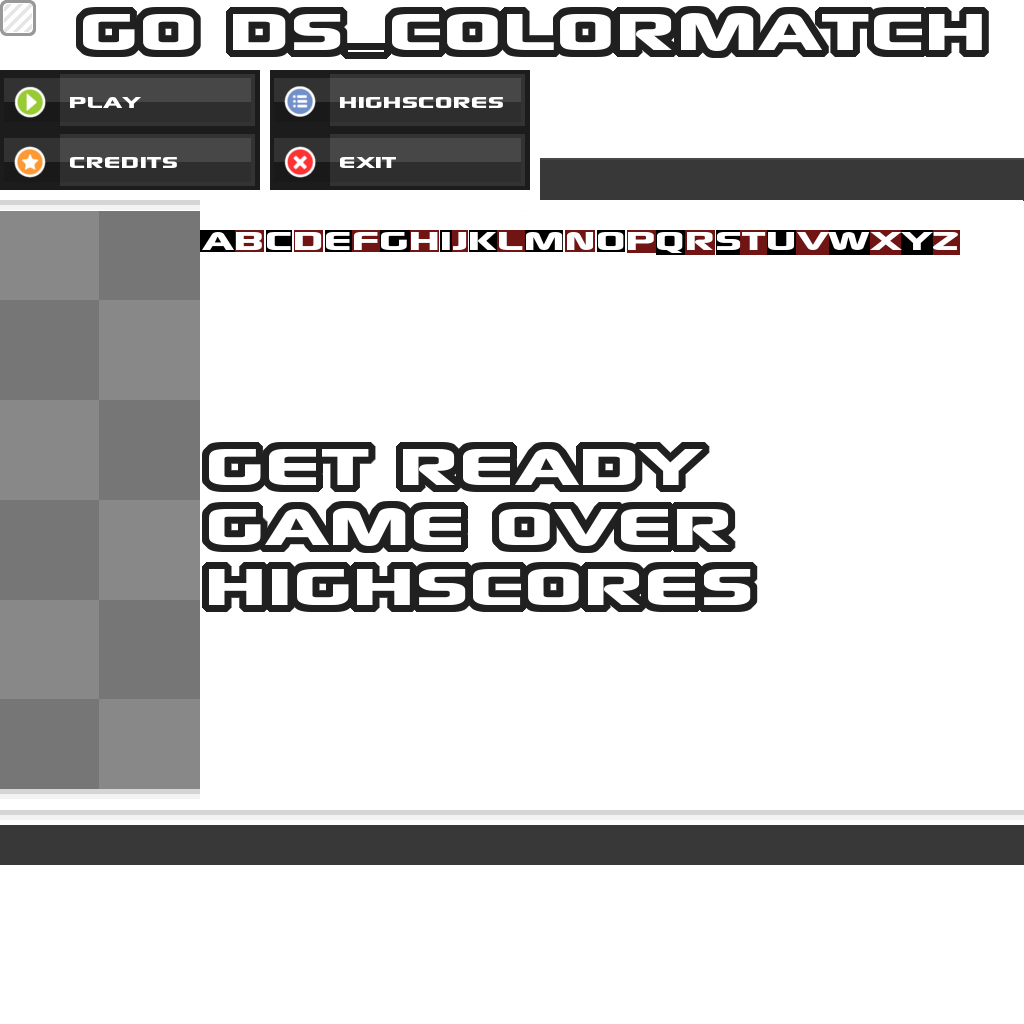 GO DS_COLORMATCH
PLAY
HIGHSCORES
CREDITS
EXIT
ABCDEFGHIJKLMNOPQRSTUVWXYZ
GET READY
GAME OVER
HIGHSCORES